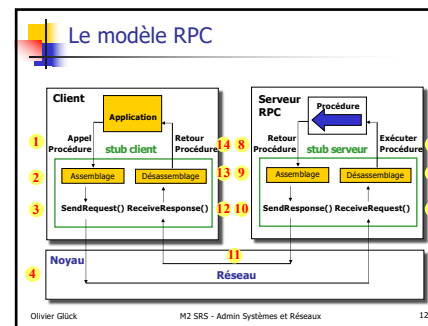 Le modèle RPC
Client
Application
Serveur RPC
Procédure
1 Appel Procédure
Retour Procédure 14
8 Retour Procédure
Exécuter Procédure
stub client
stub serveur
2 Assemblage
Désassemblage 13
9 Assemblage
Désassemblage
3 SendRequest() ReceiveResponse() 12
10 SendResponse() ReceiveRequest()
11
4 Noyau
Réseau
Olivier Glück
M2 SRS - Admin Systèmes et Réseaux
12